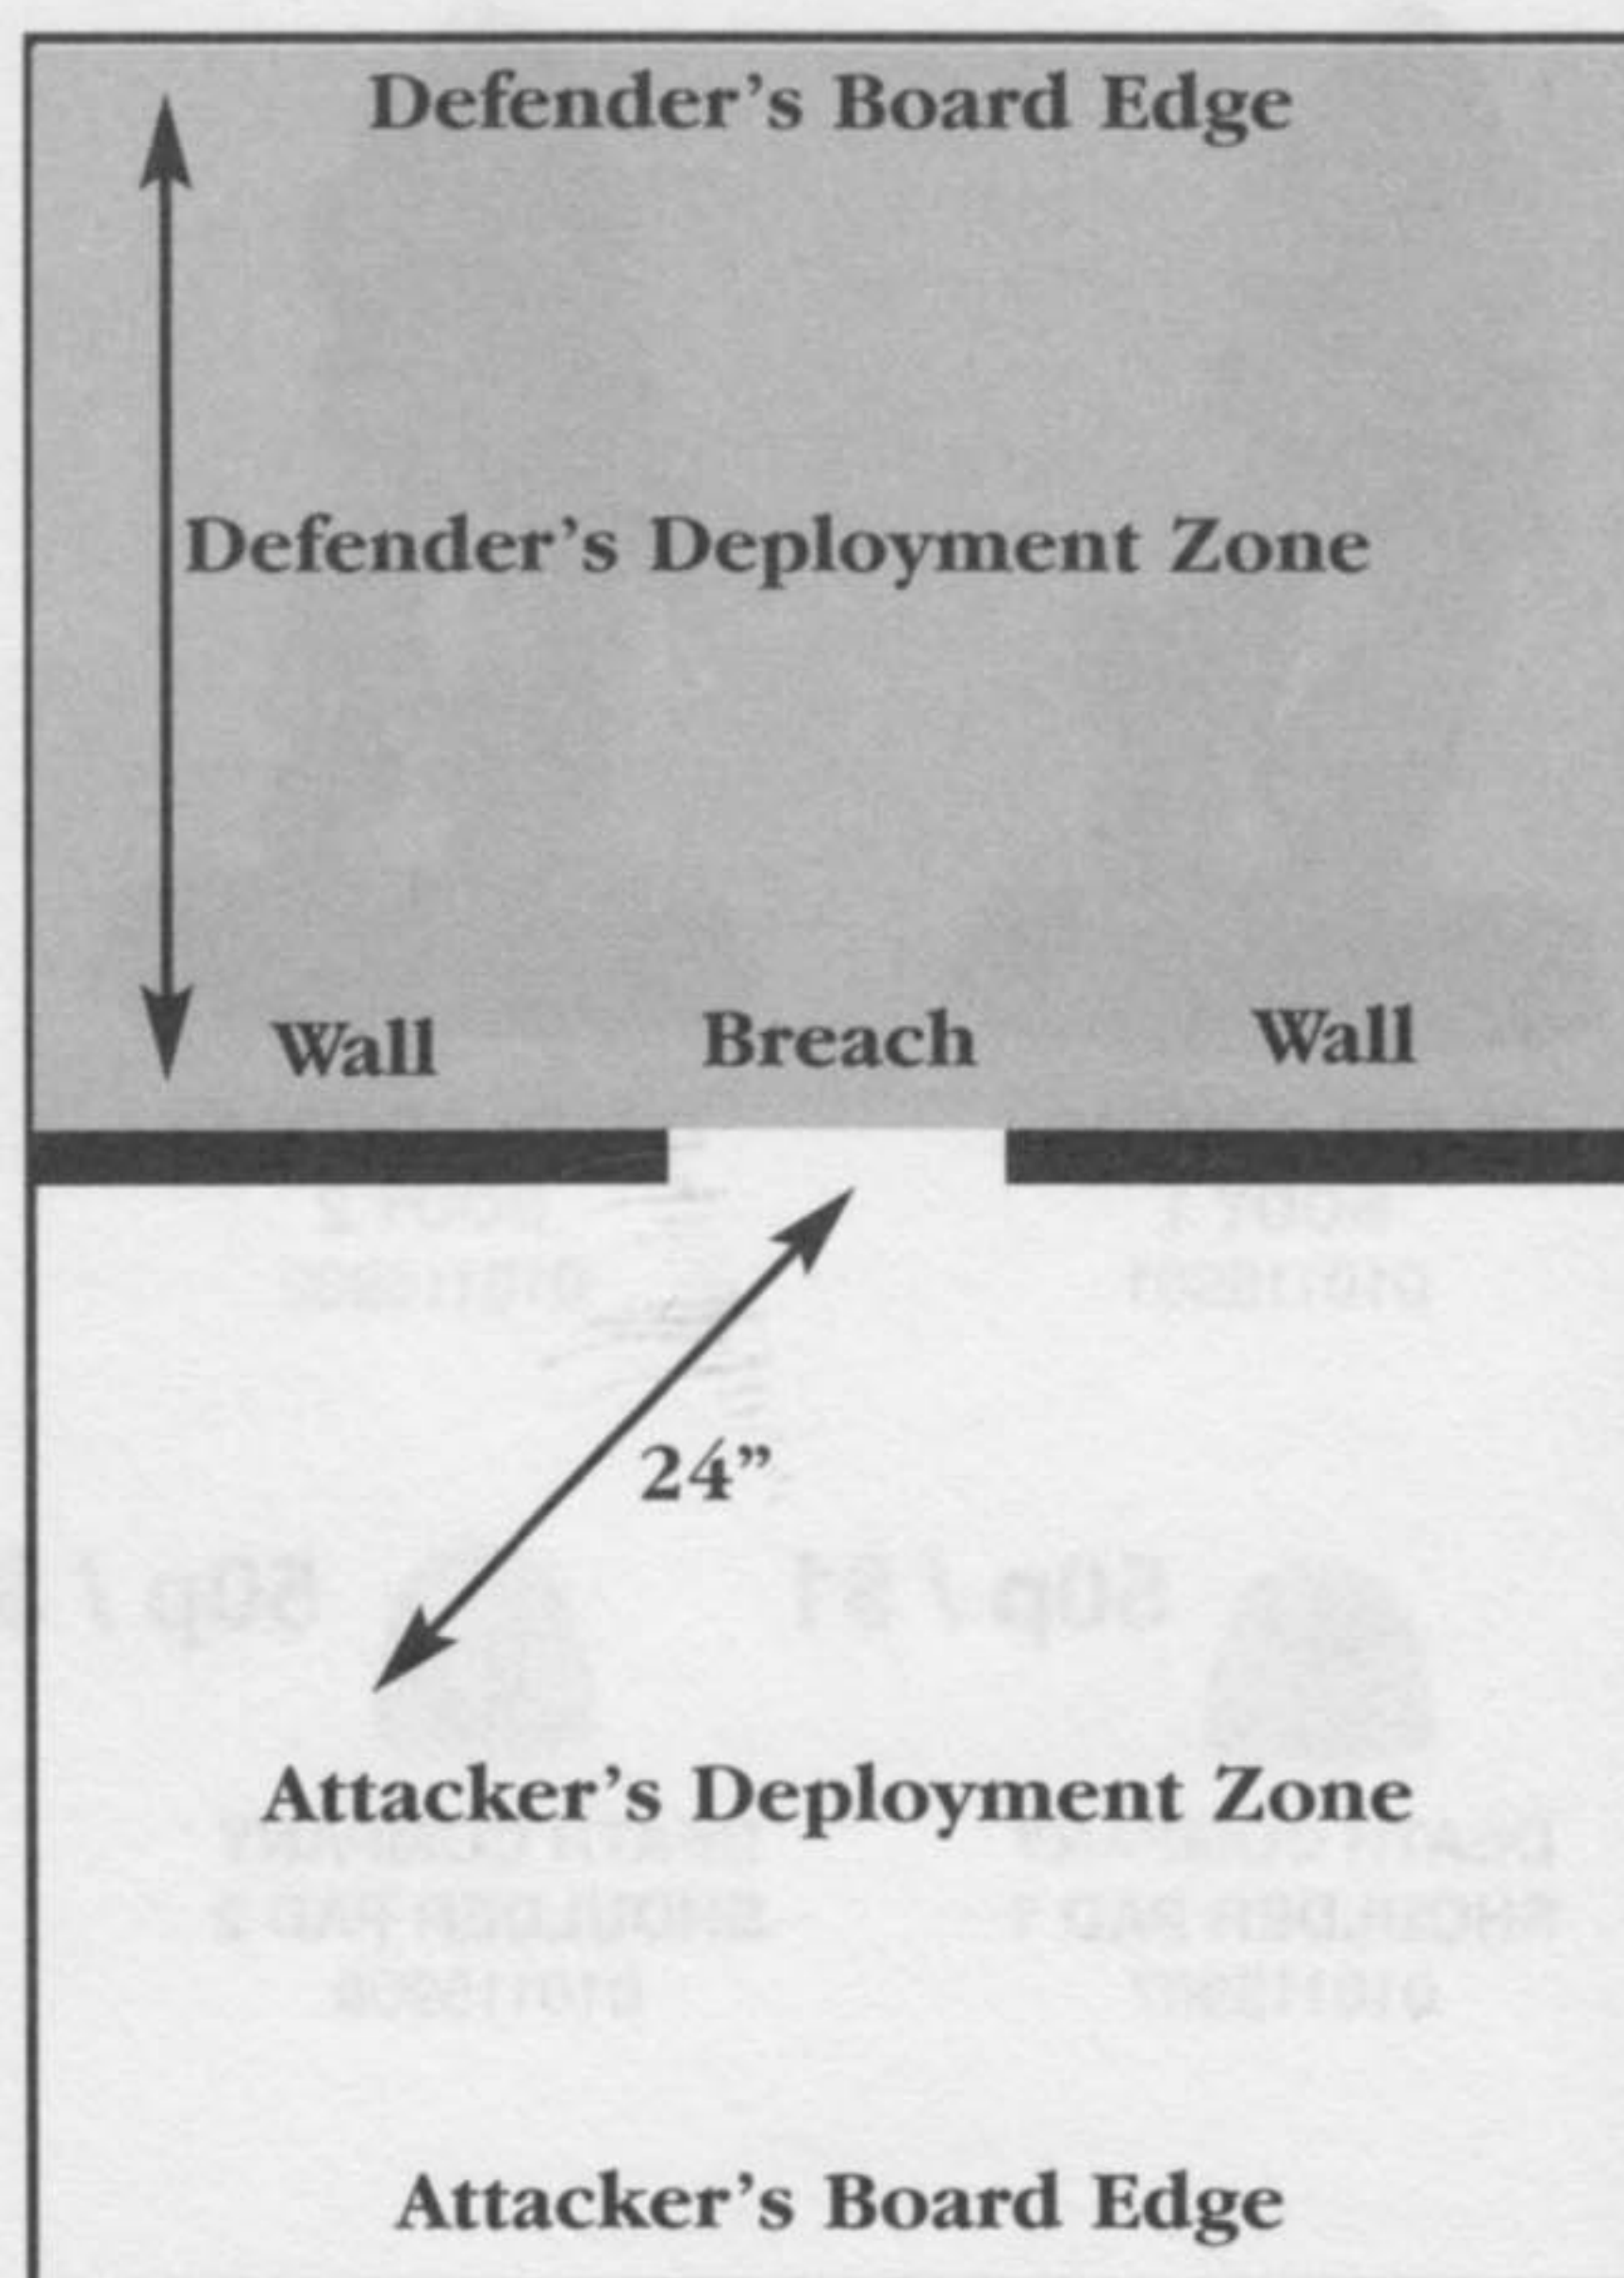 Defender’s Board Edge
Defender’s Deployment Zone
Wall Breach Wall
24”
Attacker’s Deployment Zone
Attacker’s Board Edge